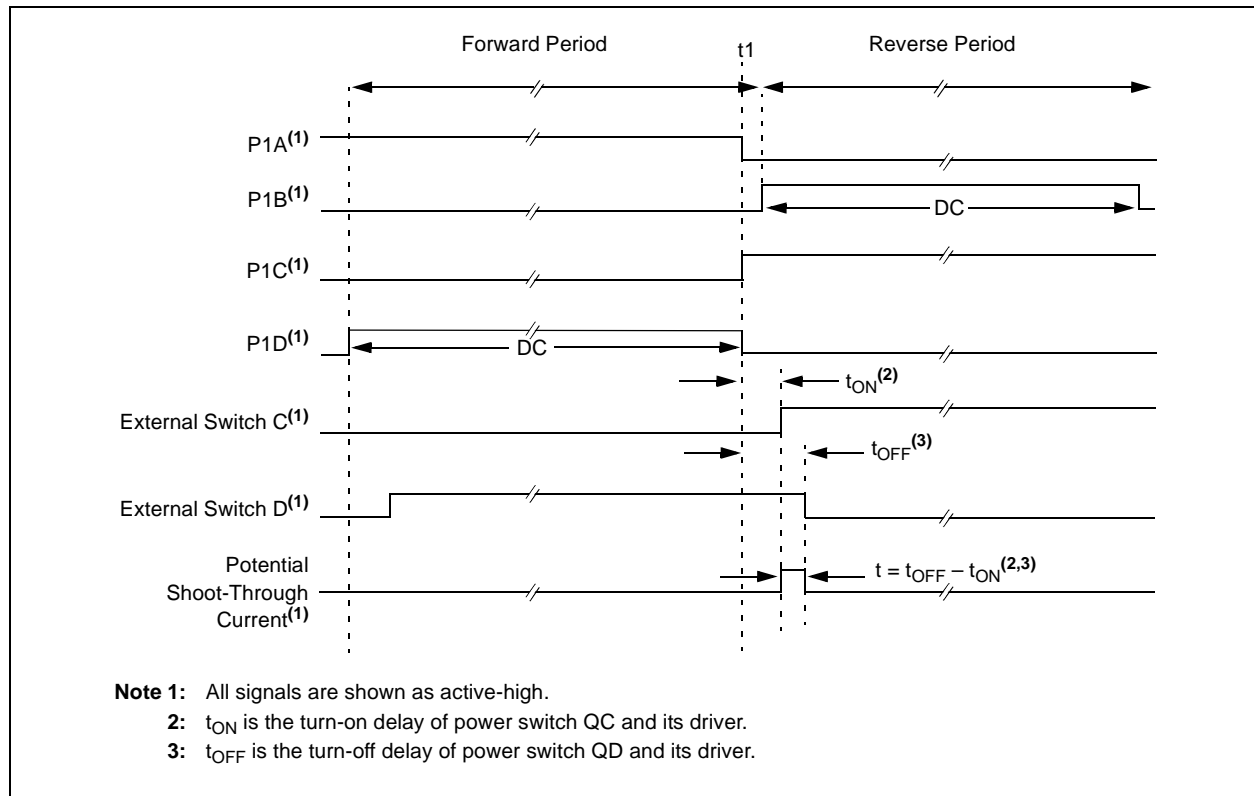 Forward Period
t1
Reverse Period
P1A(1)
P1B(1)
DC
P1C(1)
P1D(1)
DC
tON(2)
External Switch C(1)
tOFF(3)
External Switch D(1)
Potential
Shoot-Through
Current(1)
t = tOFF – tON(2,3)
Note 1: All signals are shown as active-high.
2: tON is the turn-on delay of power switch QC and its driver.
3: tOFF is the turn-off delay of power switch QD and its driver.